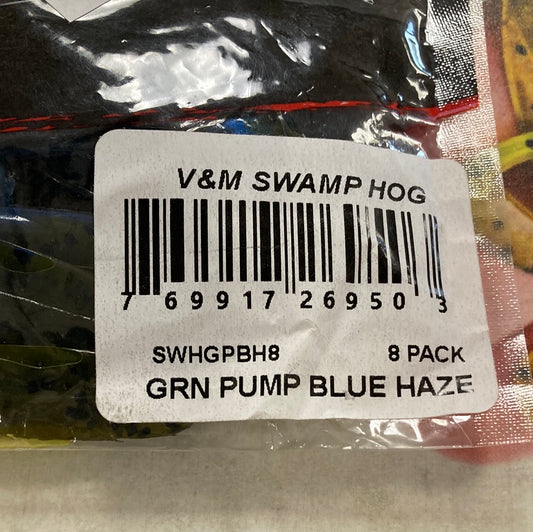 V&M SWAMP HOG
7 69917 26950 3
SWHGPBH8 8 PACK
GRN PUMP BLUE HAZE